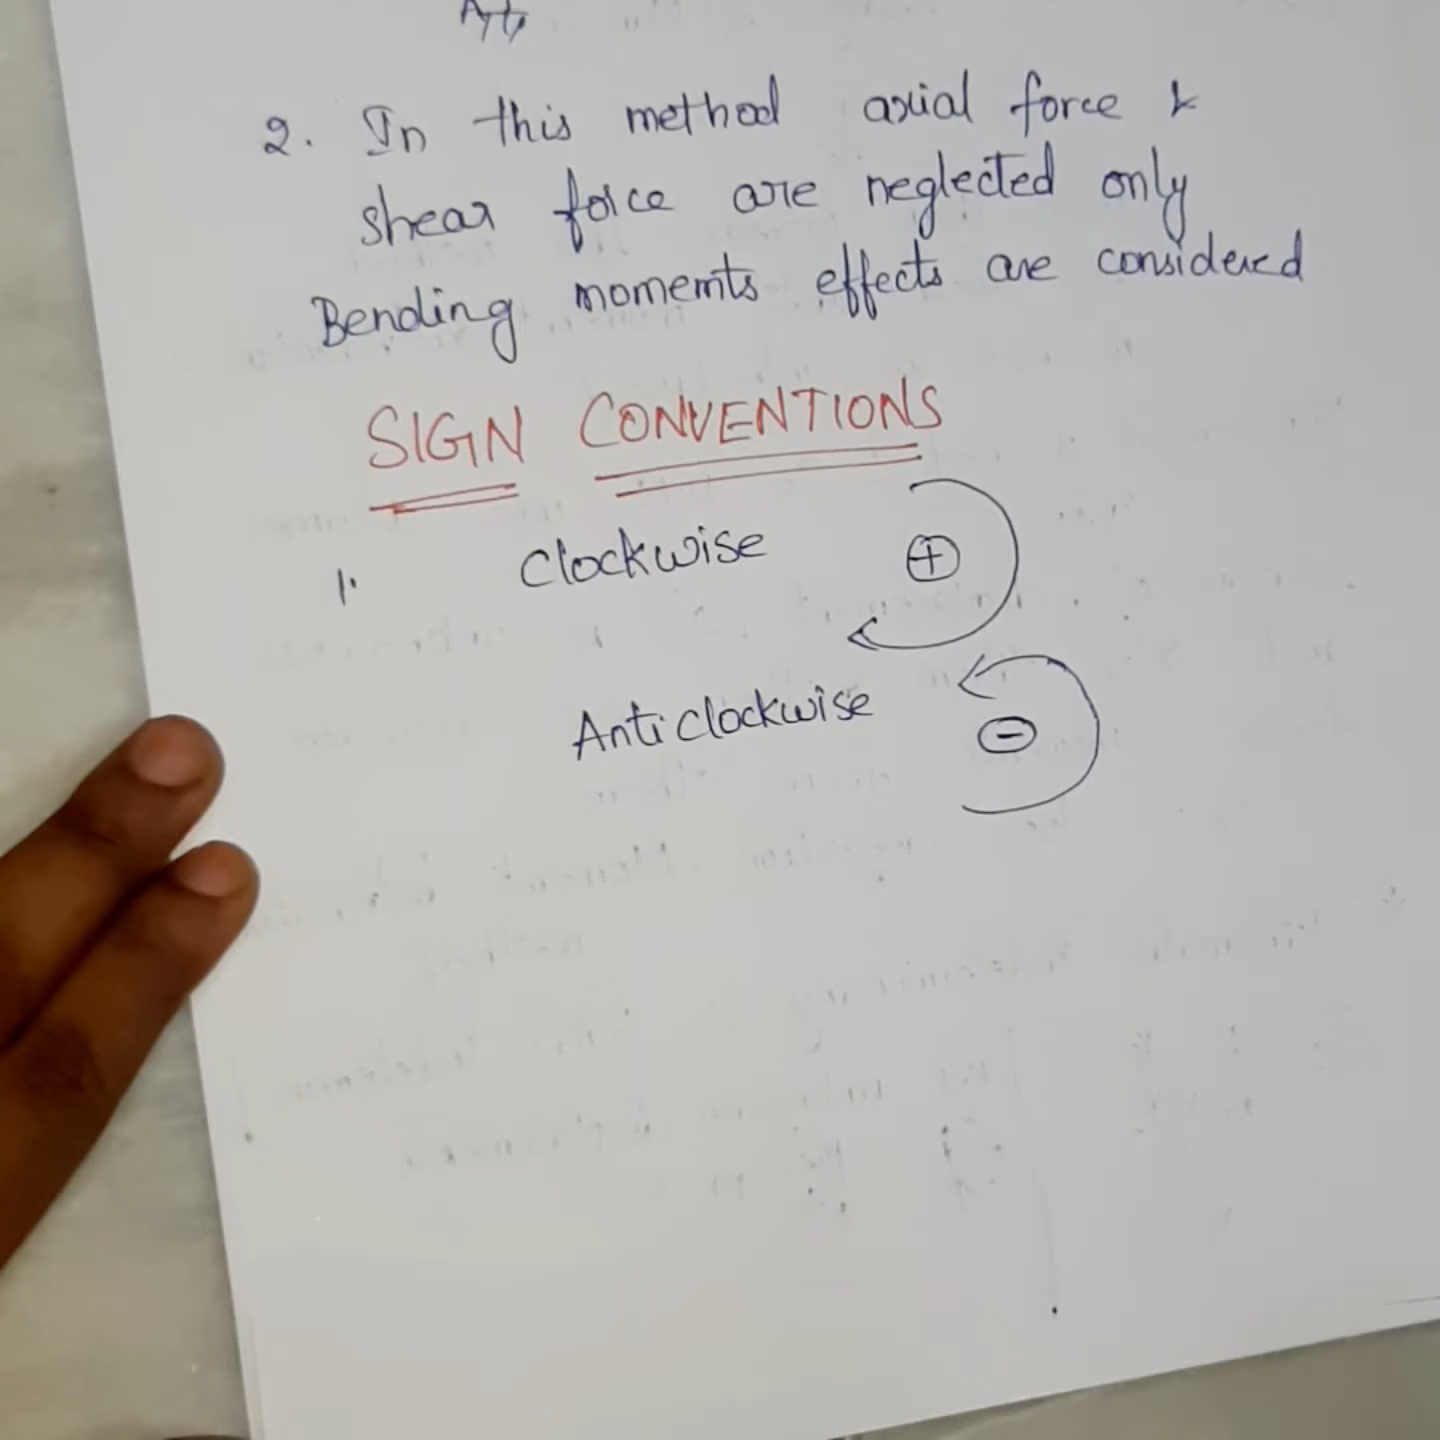 2. In this method axial force &
shear force are neglected only
Bending moments effects are considered
SIGN CONVENTIONS
1. Clockwise +
Anticlockwise -